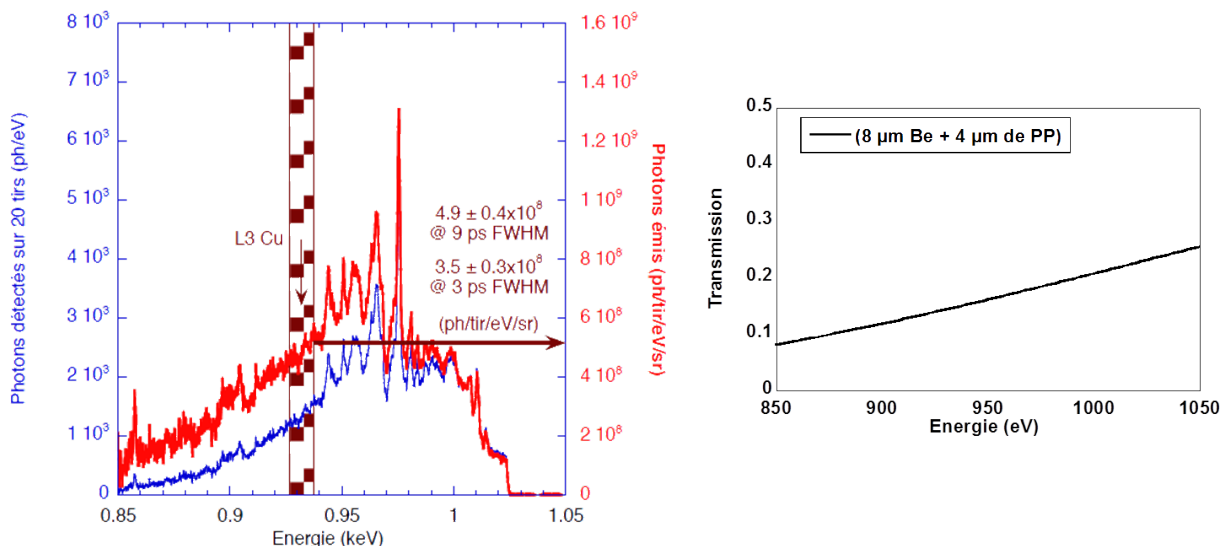 8 10³
7 10³
6 10³
5 10³
4 10³
3 10³
2 10³
1 10³
0
Photons détectés sur 20 tirs (ph/eV)
0.85
0.9
0.95
1
1.05
Energie (keV)
1.6 10⁹
1.4 10⁹
1.2 10⁹
1 10⁹
8 10⁸
6 10⁸
4 10⁸
2 10⁸
0
Photons émis (ph/tir/eV/sr)
L3 Cu
4.9 ± 0.4x10⁸
@ 9 ps FWHM
3.5 ± 0.3x10⁸
@ 3 ps FWHM
(ph/tir/eV/sr)
0.5
0.4
0.3
0.2
0.1
0
Transmission
(8 µm Be + 4 µm de PP)
850
900
950
1000
1050
Energie (eV)